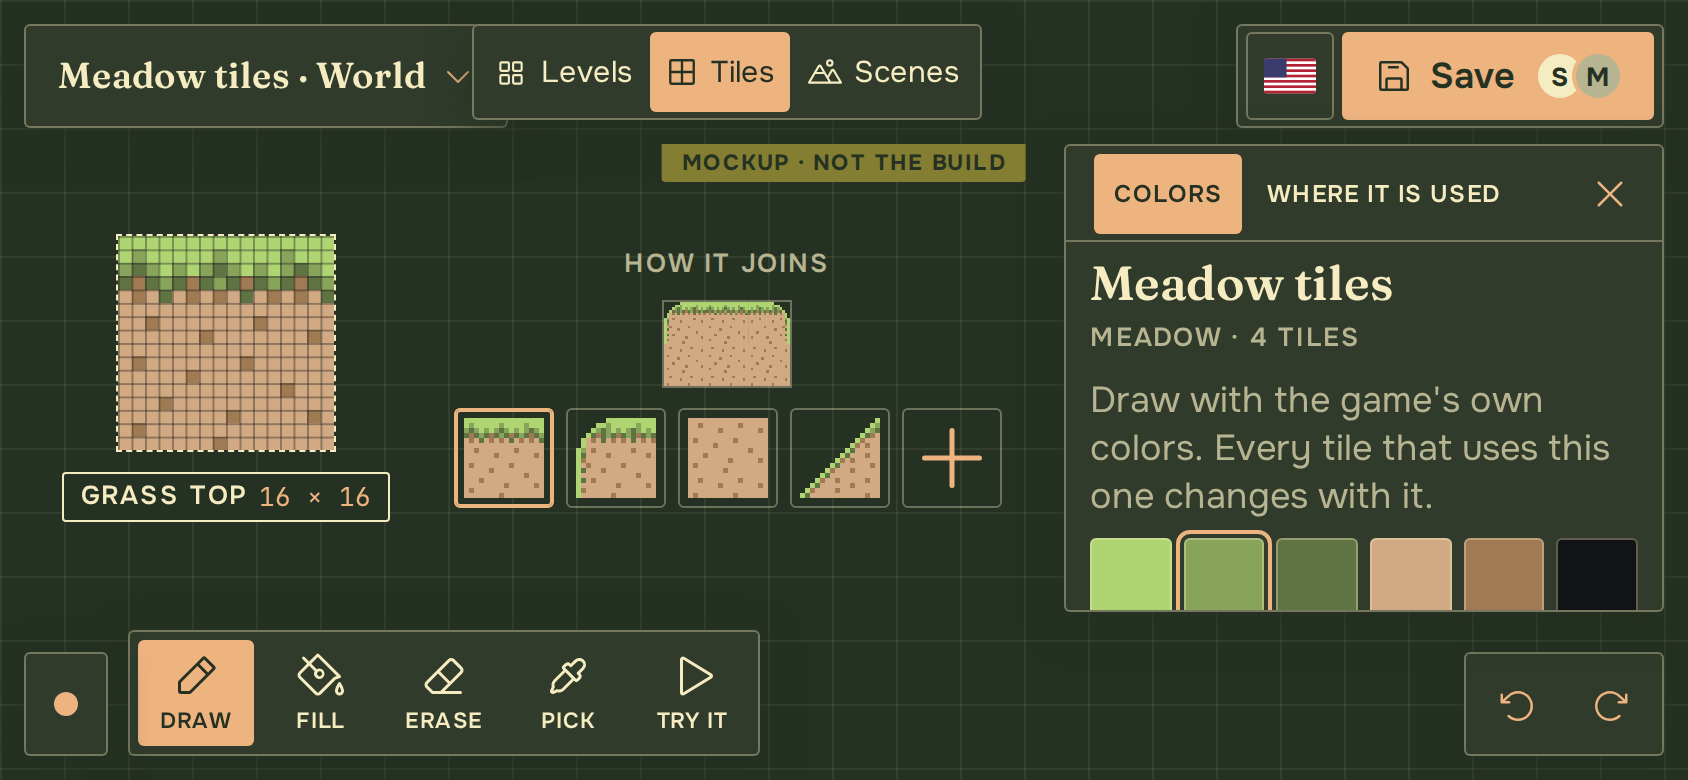 Meadow tiles · World
Levels
Tiles
Scenes
Save
S
M
MOCKUP · NOT THE BUILD
COLORS
WHERE IT IS USED
HOW IT JOINS
Meadow tiles
MEADOW · 4 TILES
Draw with the game's own
colors. Every tile that uses this
one changes with it.
GRASS TOP 16 × 16
DRAW
FILL
ERASE
PICK
TRY IT